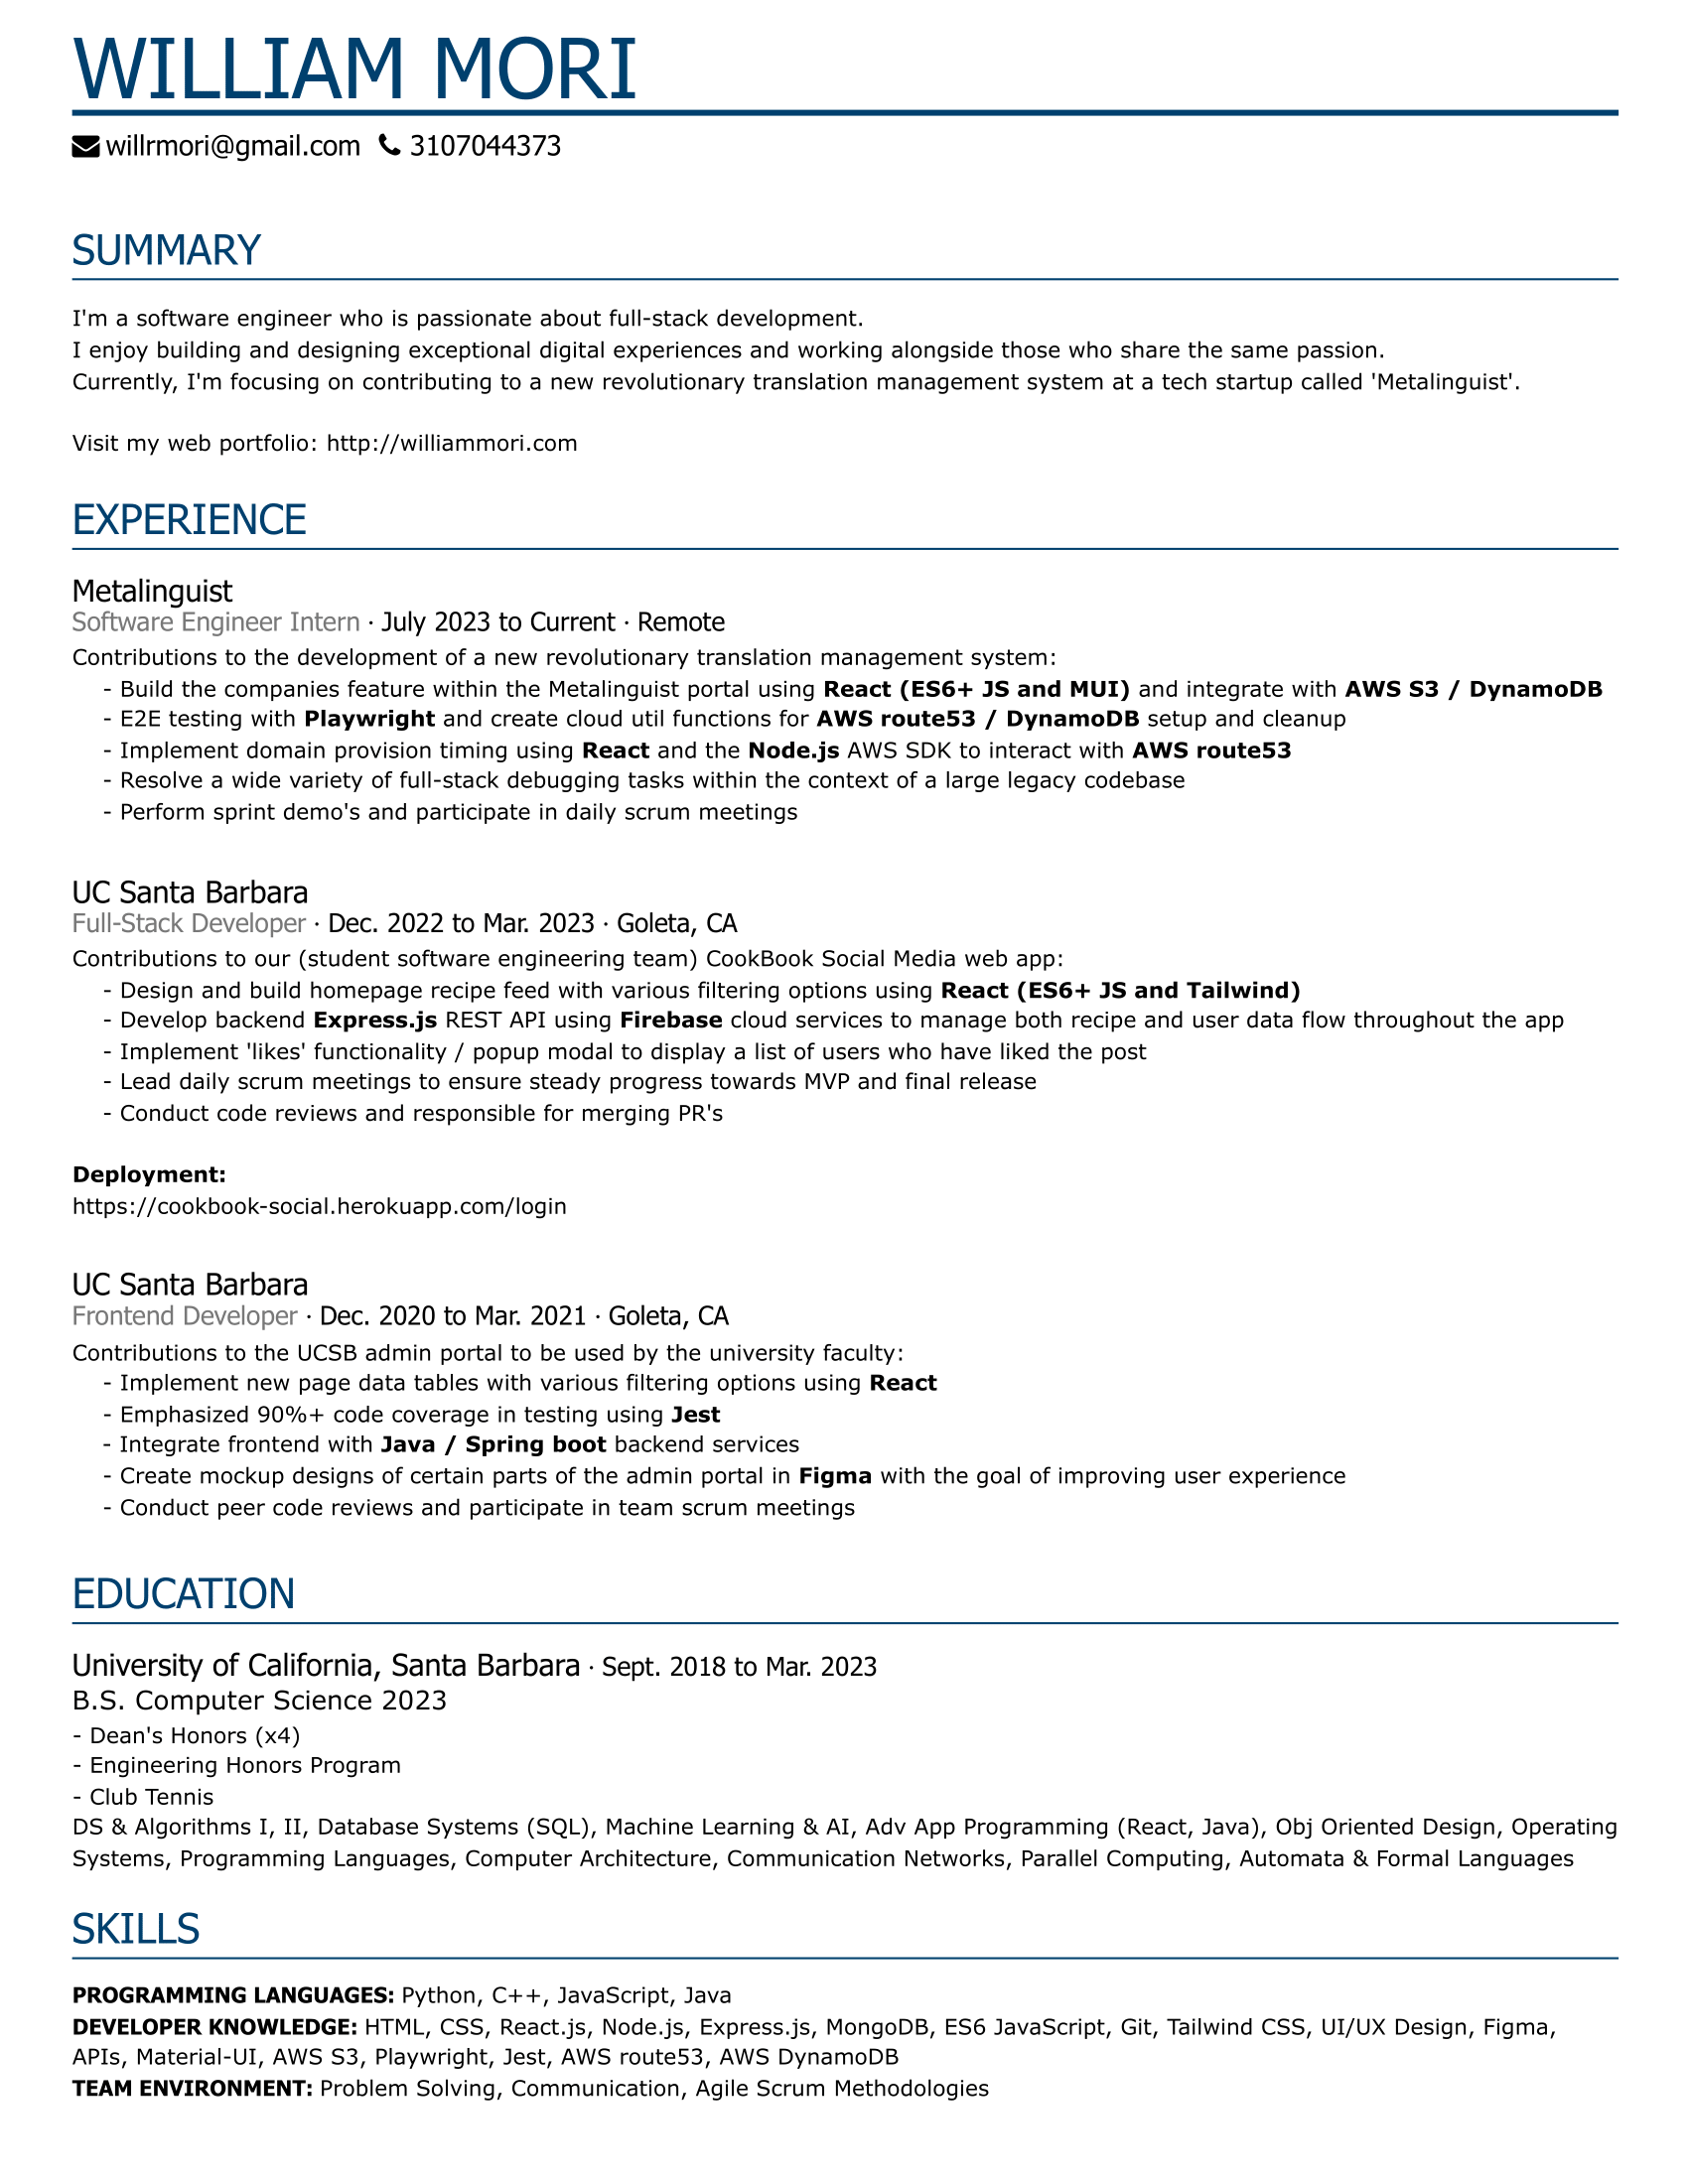 WILLIAM MORI
willrmori@gmail.com 3107044373
SUMMARY
I'm a software engineer who is passionate about full-stack development.
I enjoy building and designing exceptional digital experiences and working alongside those who share the same passion.
Currently, I'm focusing on contributing to a new revolutionary translation management system at a tech startup called 'Metalinguist'.
Visit my web portfolio: http://williammori.com
EXPERIENCE
Metalinguist
Software Engineer Intern · July 2023 to Current · Remote
Contributions to the development of a new revolutionary translation management system:
- Build the companies feature within the Metalinguist portal using React (ES6+ JS and MUI) and integrate with AWS S3 / DynamoDB
- E2E testing with Playwright and create cloud util functions for AWS route53 / DynamoDB setup and cleanup
- Implement domain provision timing using React and the Node.js AWS SDK to interact with AWS route53
- Resolve a wide variety of full-stack debugging tasks within the context of a large legacy codebase
- Perform sprint demo's and participate in daily scrum meetings
UC Santa Barbara
Full-Stack Developer · Dec. 2022 to Mar. 2023 · Goleta, CA
Contributions to our (student software engineering team) CookBook Social Media web app:
- Design and build homepage recipe feed with various filtering options using React (ES6+ JS and Tailwind)
- Develop backend Express.js REST API using Firebase cloud services to manage both recipe and user data flow throughout the app
- Implement 'likes' functionality / popup modal to display a list of users who have liked the post
- Lead daily scrum meetings to ensure steady progress towards MVP and final release
- Conduct code reviews and responsible for merging PR's
Deployment:
https://cookbook-social.herokuapp.com/login
UC Santa Barbara
Frontend Developer · Dec. 2020 to Mar. 2021 · Goleta, CA
Contributions to the UCSB admin portal to be used by the university faculty:
- Implement new page data tables with various filtering options using React
- Emphasized 90%+ code coverage in testing using Jest
- Integrate frontend with Java / Spring boot backend services
- Create mockup designs of certain parts of the admin portal in Figma with the goal of improving user experience
- Conduct peer code reviews and participate in team scrum meetings
EDUCATION
University of California, Santa Barbara · Sept. 2018 to Mar. 2023
B.S. Computer Science 2023
- Dean's Honors (x4)
- Engineering Honors Program
- Club Tennis
DS & Algorithms I, II, Database Systems (SQL), Machine Learning & AI, Adv App Programming (React, Java), Obj Oriented Design, Operating
Systems, Programming Languages, Computer Architecture, Communication Networks, Parallel Computing, Automata & Formal Languages
SKILLS
PROGRAMMING LANGUAGES: Python, C++, JavaScript, Java
DEVELOPER KNOWLEDGE: HTML, CSS, React.js, Node.js, Express.js, MongoDB, ES6 JavaScript, Git, Tailwind CSS, UI/UX Design, Figma,
APIs, Material-UI, AWS S3, Playwright, Jest, AWS route53, AWS DynamoDB
TEAM ENVIRONMENT: Problem Solving, Communication, Agile Scrum Methodologies